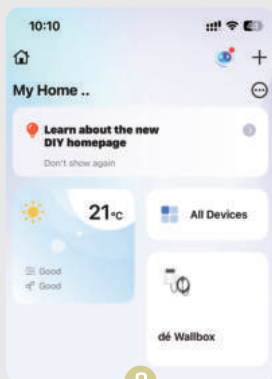 10:10
44
My Home ..
Learn about the new
DIY homepage
Don't show again
21°C
All Devices
Good
Good
dé Wallbox